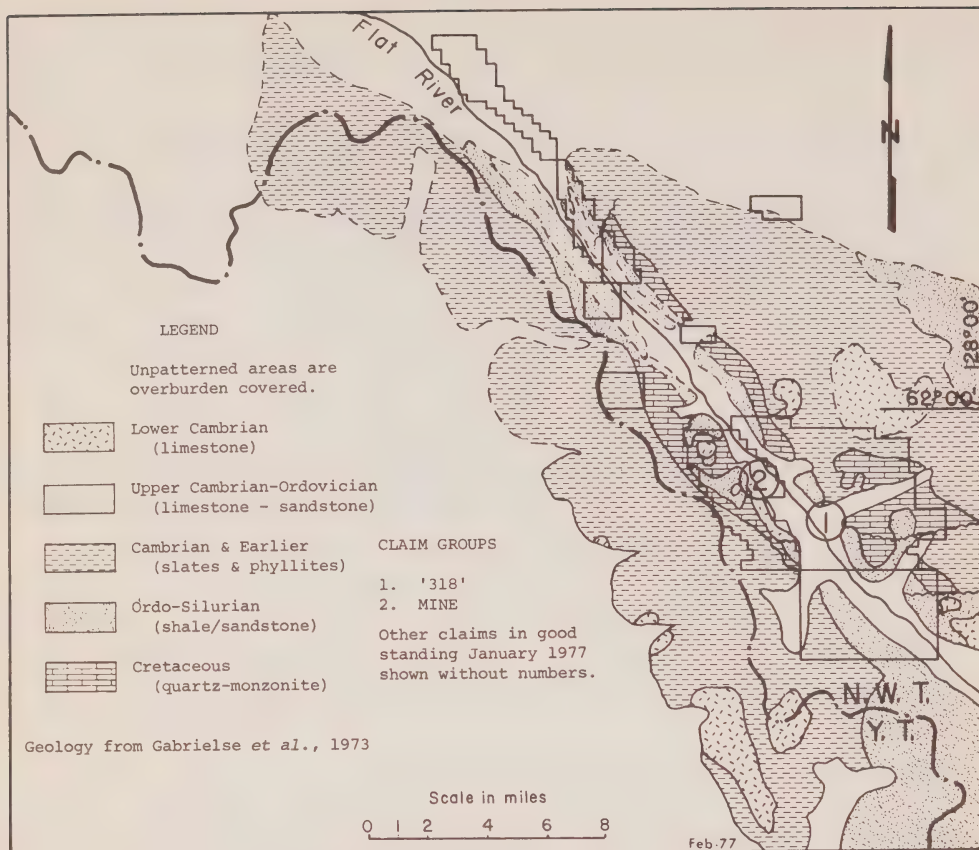 Flat
River
N
128°00'
62°00'
LEGEND
Unpatterned areas are
overburden covered.
Lower Cambrian
(limestone)
Upper Cambrian-Ordovician
(limestone - sandstone)
Cambrian & Earlier
(slates & phyllites)
Ordo-Silurian
(shale/sandstone)
Cretaceous
(quartz-monzonite)
CLAIM GROUPS
1. '318'
2. MINE
Other claims in good
standing January 1977
shown without numbers.
2
1
N.W.T.
Y.T.
Geology from Gabrielse et al., 1973
Scale in miles
0 1 2 4 6 8
Feb·77